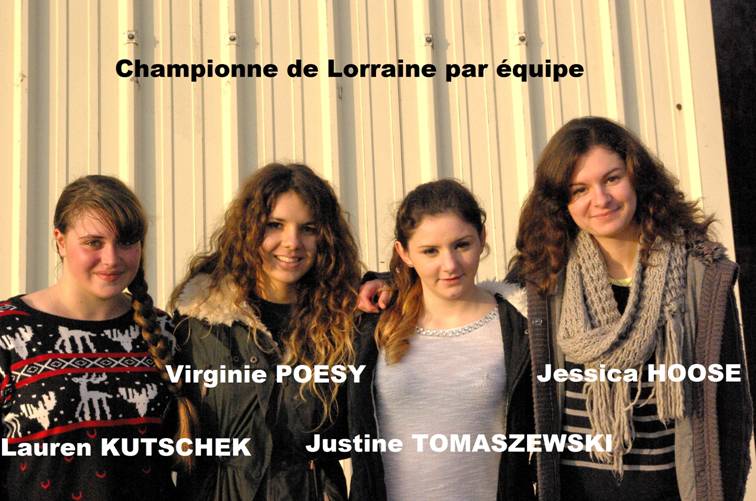 Championne de Lorraine par équipe
Virginie POESY
Jessica HOOSE
Lauren KUTSCHEK
Justine TOMASZEWSKI